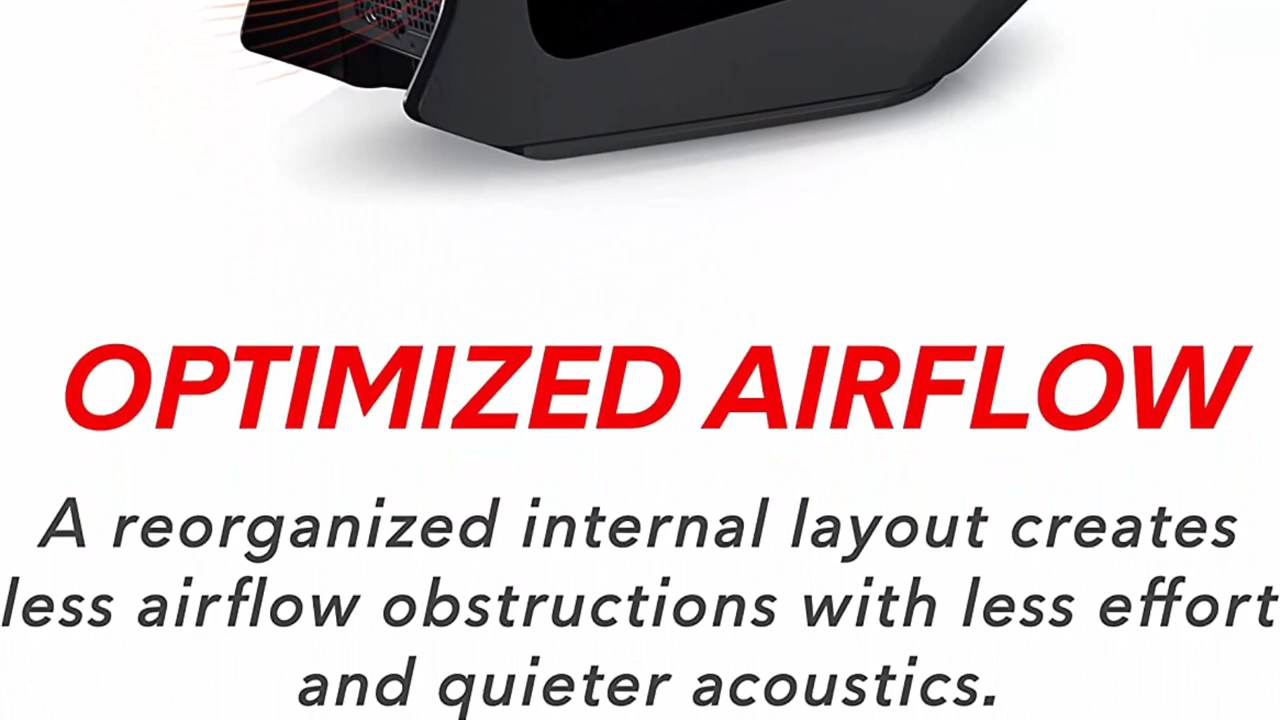 OPTIMIZED AIRFLOW
A reorganized internal layout creates
less airflow obstructions with less effort
and quieter acoustics.